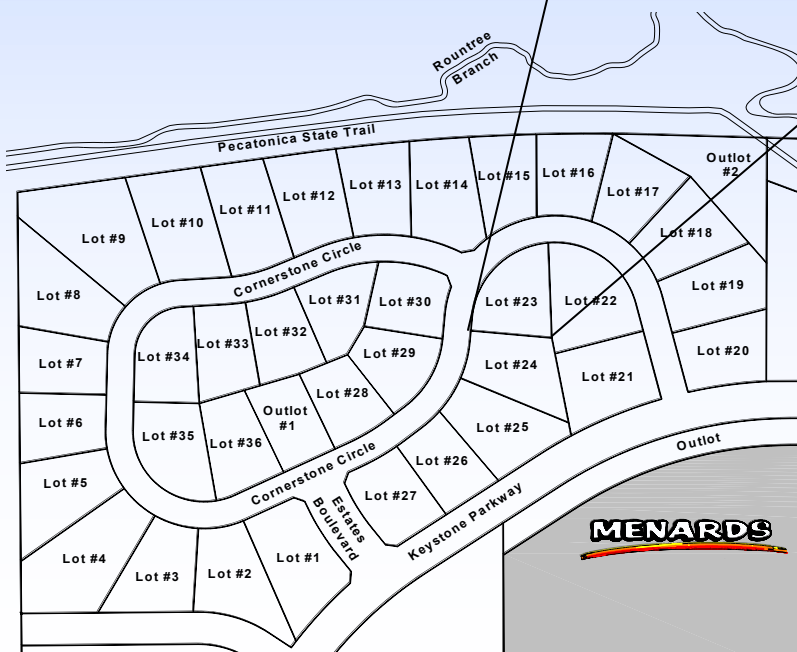 Rountree
Branch
Pecatonica State Trail
Outlot
#2
Lot #9
Lot #10
Lot #11
Lot #12
Lot #13
Lot #14
Lot #15
Lot #16
Lot #17
Lot #18
Lot #8
Cornerstone Circle
Lot #31
Lot #30
Lot #23
Lot #22
Lot #19
Lot #7
Lot #34
Lot #33
Lot #32
Lot #29
Lot #24
Lot #21
Lot #20
Lot #6
Lot #35
Lot #36
Outlot
#1
Lot #28
Lot #25
Lot #5
Cornerstone Circle
Lot #27
Lot #26
Outlot
Estates
Boulevard
Keystone Parkway
MENARDS
Lot #4
Lot #3
Lot #2
Lot #1